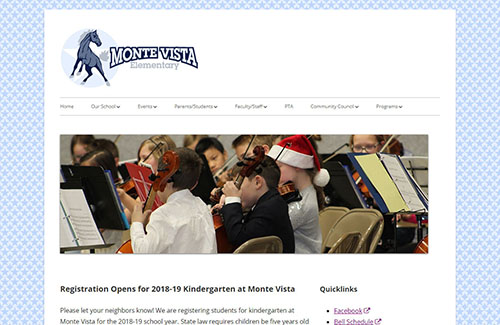 MONTE VISTA
Elementary
Home Our School Events Parents/Students Faculty/Staff PTA Community Council Programs
Registration Opens for 2018-19 Kindergarten at Monte Vista
Please let your neighbors know! We are registering students for kindergarten at
Monte Vista for the 2018-19 school year. State law requires children be five years old
Quicklinks
Facebook
Bell Schedule